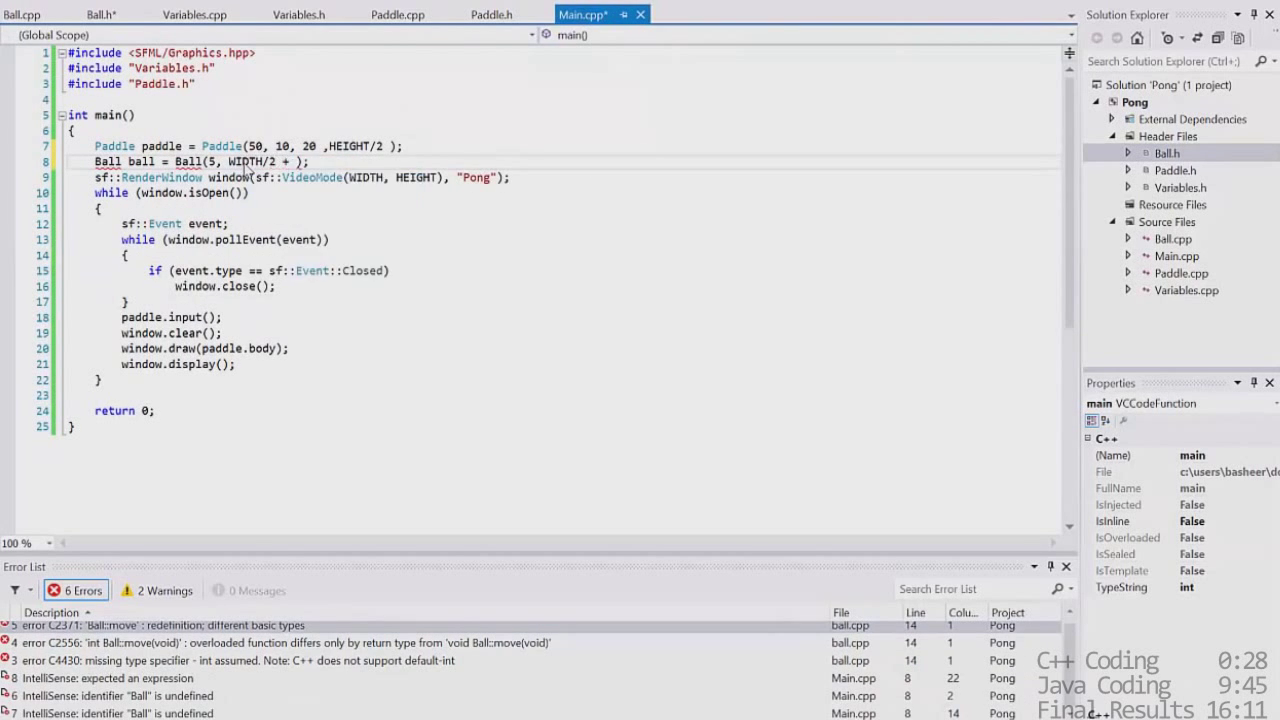 Ball.cpp Ball.h* Variables.cpp Variables.h Paddle.cpp Paddle.h Main.cpp*
(Global Scope) main()
1 #include <SFML/Graphics.hpp>
2 #include "Variables.h"
3 #include "Paddle.h"
4
5 int main()
6 {
7 Paddle paddle = Paddle(50, 10, 20 ,HEIGHT/2 );
8 Ball ball = Ball(5, WIDTH/2 + );
9 sf::RenderWindow window(sf::VideoMode(WIDTH, HEIGHT), "Pong");
10 while (window.isOpen())
11 {
12 sf::Event event;
13 while (window.pollEvent(event))
14 {
15 if (event.type == sf::Event::Closed)
16 window.close();
17 }
18 paddle.input();
19 window.clear();
20 window.draw(paddle.body);
21 window.display();
22 }
23
24 return 0;
25 }
100 %
Solution Explorer
Search Solution Explorer (Ctrl+;)
Solution 'Pong' (1 project)
Pong
External Dependencies
Header Files
Ball.h
Paddle.h
Variables.h
Resource Files
Source Files
Ball.cpp
Main.cpp
Paddle.cpp
Variables.cpp
Properties
main VCCodeFunction
C++
(Name) main
File c:\users\basheer\do
FullName main
IsInjected False
IsInline False
IsOverloaded False
IsSealed False
IsTemplate False
TypeString int
Error List
6 Errors 2 Warnings 0 Messages Search Error List
Description File Line Colu... Project
5 error C2371: 'Ball::move' : redefinition; different basic types ball.cpp 14 1 Pong
4 error C2556: 'int Ball::move(void)' : overloaded function differs only by return type from 'void Ball::move(void)' ball.cpp 14 1 Pong
3 error C4430: missing type specifier - int assumed. Note: C++ does not support default-int ball.cpp 14 1 Pong
8 IntelliSense: expected an expression Main.cpp 8 22 Pong
6 IntelliSense: identifier "Ball" is undefined Main.cpp 8 2 Pong
7 IntelliSense: identifier "Ball" is undefined Main.cpp 8 14 Pong
C++ Coding 0:28
Java Coding 9:45
Final Results 16:11
C++